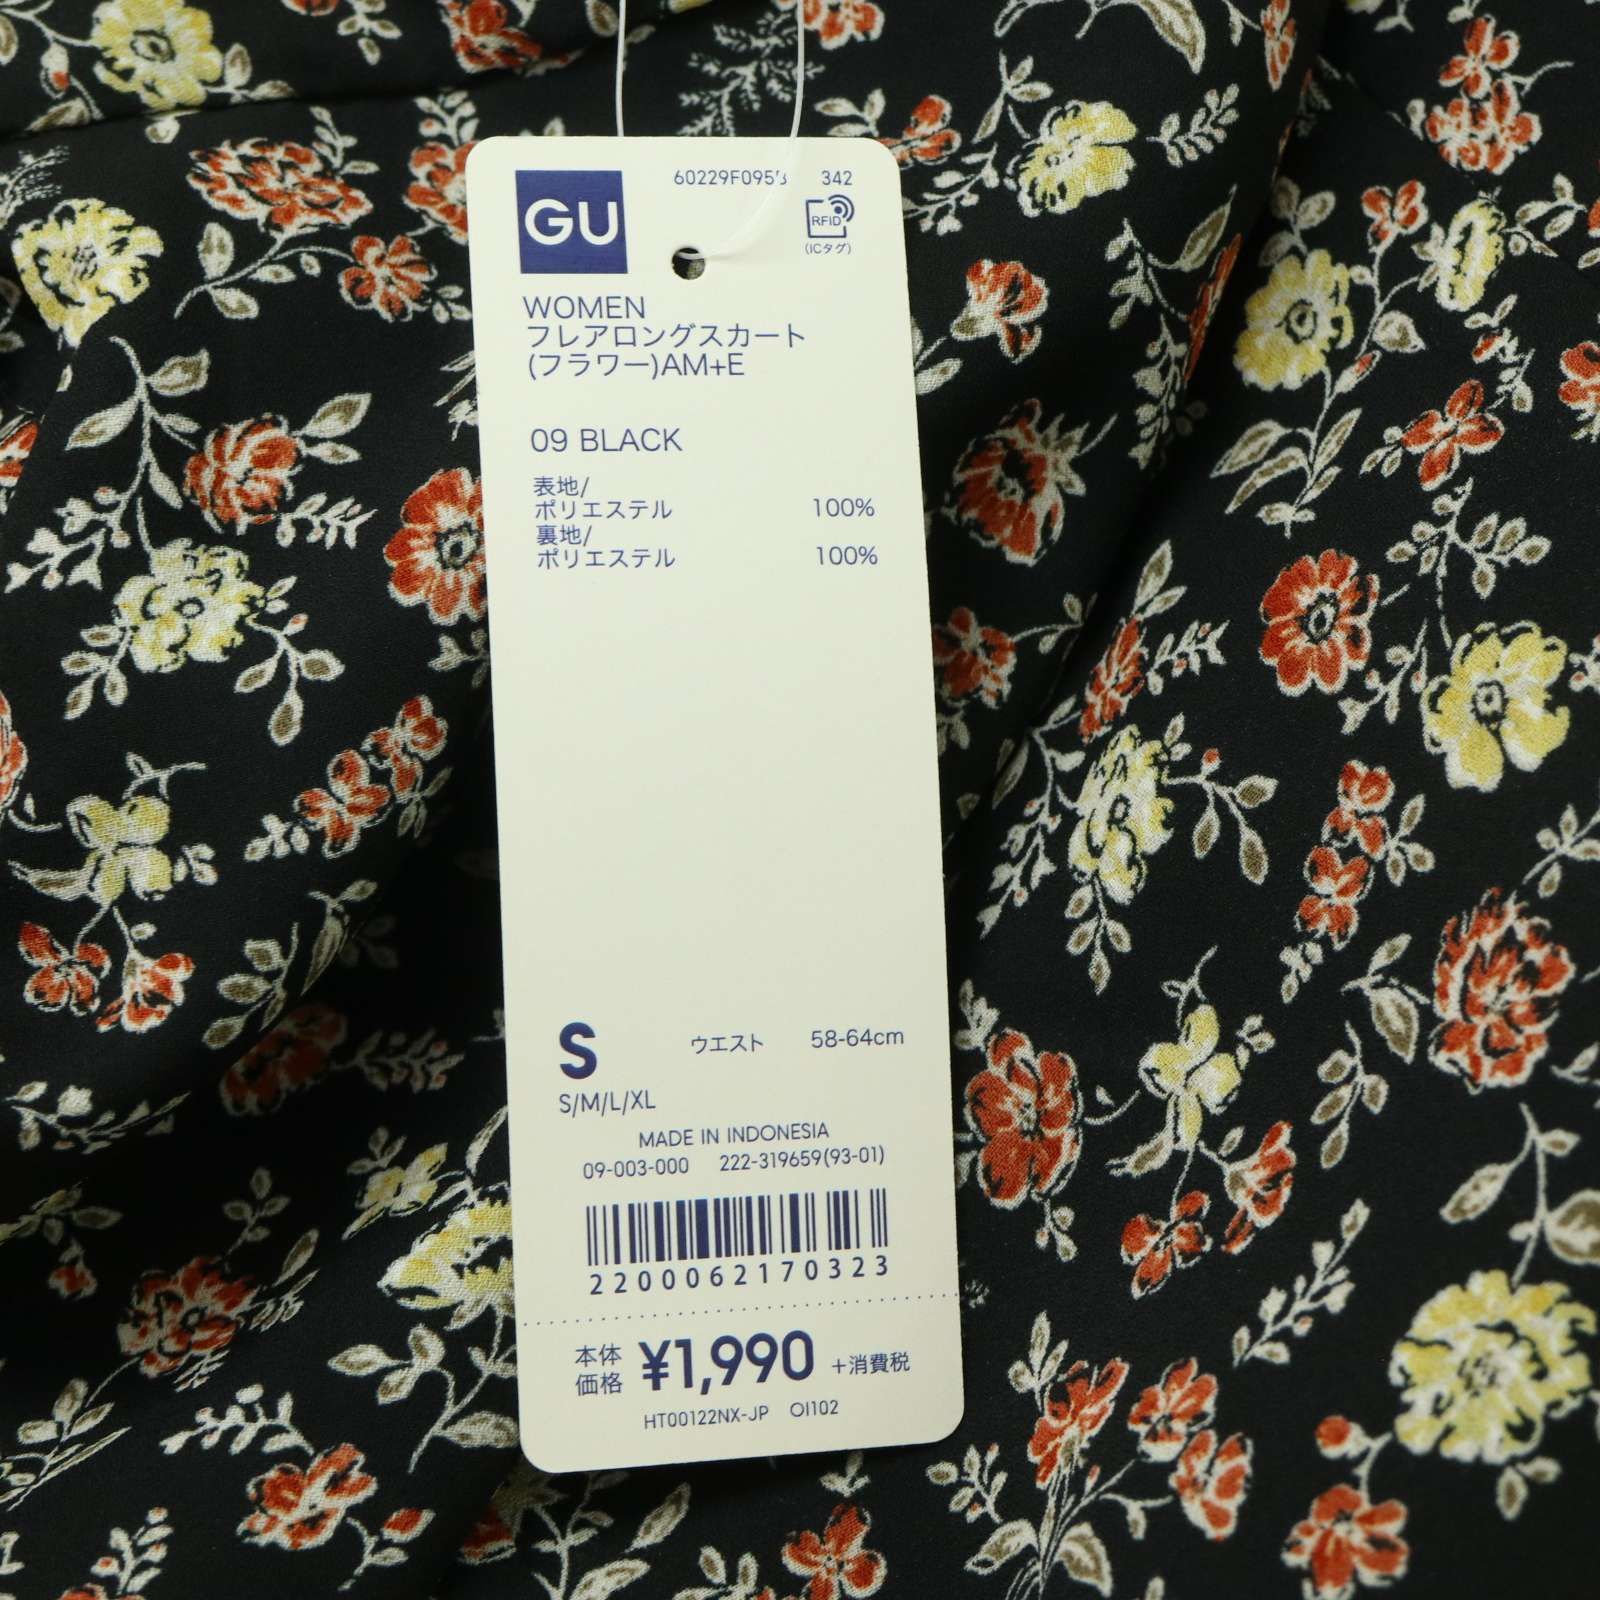 GU
60229F095B 342
RFID
(ICタグ)
WOMEN
フレアロングスカート
(フラワー)AM+E
09 BLACK
表地/
ポリエステル 100%
裏地/
ポリエステル 100%
S ウエスト 58-64cm
S/M/L/XL
MADE IN INDONESIA
09-003-000 222-319659(93-01)
2200062170323
本体
価格 ¥1,990 +消費税
HT00122NX-JP OI102